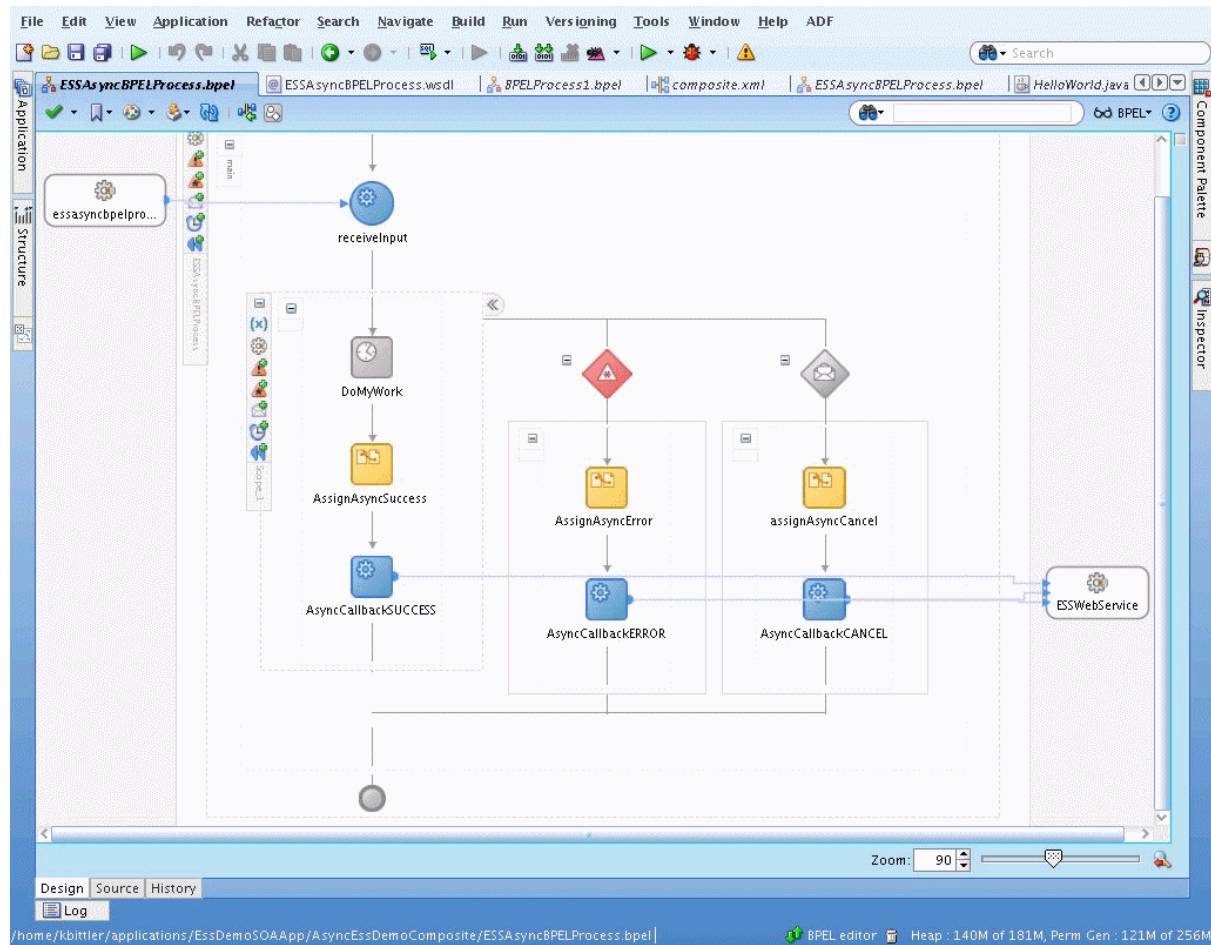 File Edit View Application Refactor Search Navigate Build Run Versioning Tools Window Help ADF
Search
ESSAsyncBPELProcess.bpel ESSAsyncBPELProcess.wsdl BPELProcess1.bpel composite.xml ESSAsyncBPELProcess.bpel HelloWorld.java
BPEL
Application
Structure
Component Palette
Inspector
main
essasyncbpelpro...
receiveInput
ESSAsyncBPELProcess
(x)
DoMyWork
Scope_1
AssignAsyncSuccess
AssignAsyncError
assignAsyncCancel
AsyncCallbackSUCCESS
AsyncCallbackERROR
AsyncCallbackCANCEL
ESSWebService
Zoom: 90
Design Source History
Log
/home/kbittler/applications/EssDemoSOAApp/AsyncEssDemoComposite/ESSAsyncBPELProcess.bpel BPEL editor Heap : 140M of 181M, Perm Gen : 121M of 256M